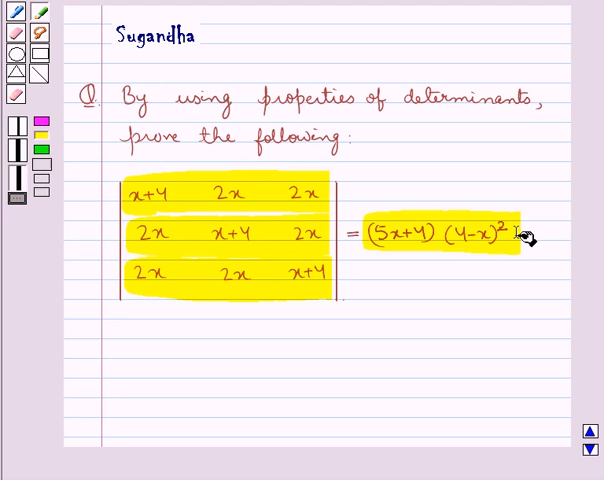 Sugandha
Q. By using properties of determinants,
prove the following:
x+4 2x 2x
2x x+4 2x = (5x+4) (4-x)²
2x 2x x+4